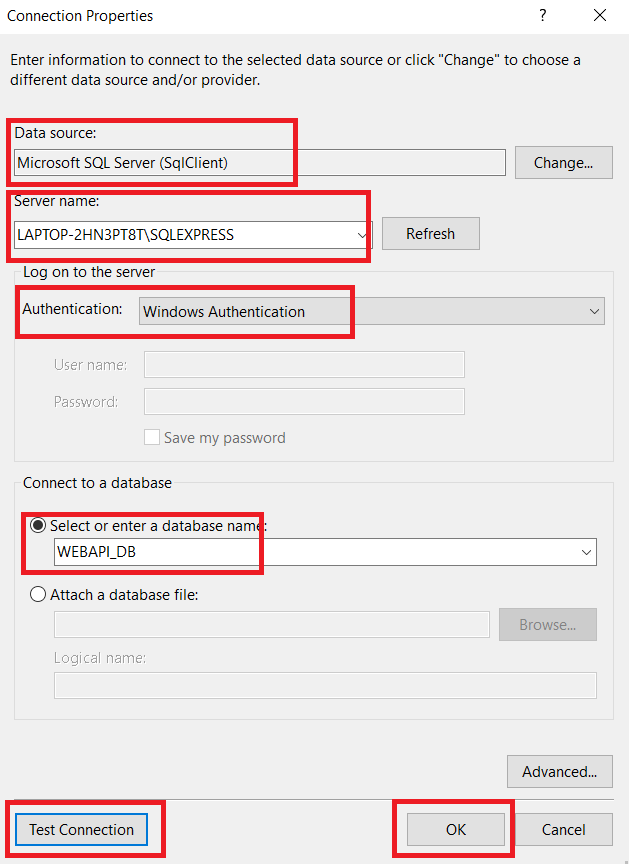 Connection Properties
?
Enter information to connect to the selected data source or click "Change" to choose a
different data source and/or provider.
Data source:
Microsoft SQL Server (SqlClient)
Change...
Server name:
LAPTOP-2HN3PT8T\SQLEXPRESS
Refresh
Log on to the server
Authentication:
Windows Authentication
User name:
Password:
Save my password
Connect to a database
Select or enter a database name:
WEBAPI_DB
Attach a database file:
Browse...
Logical name:
Advanced...
Test Connection
OK
Cancel